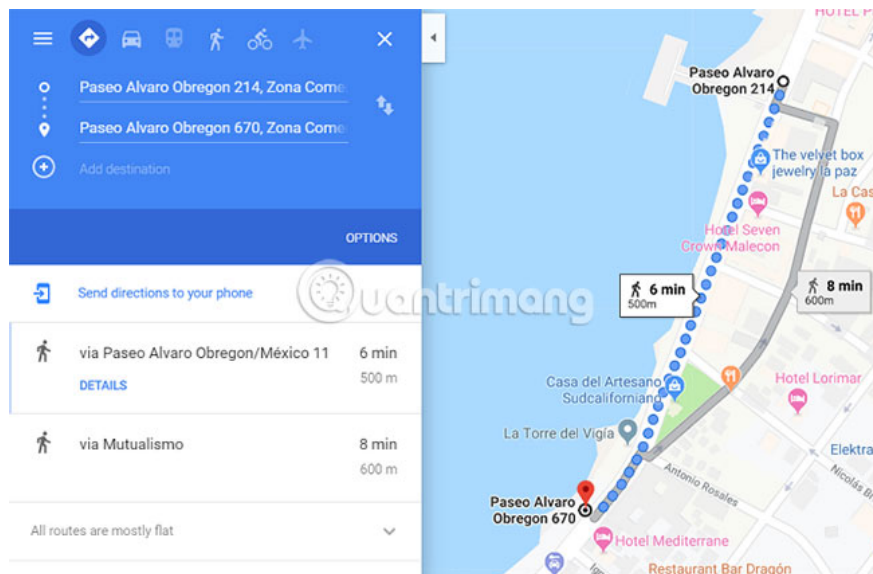 Paseo Alvaro Obregon 214, Zona Come
Paseo Alvaro Obregon 670, Zona Come
Add destination
OPTIONS
Send directions to your phone
via Paseo Alvaro Obregon/México 11
6 min
DETAILS
500 m
via Mutualismo
8 min
600 m
All routes are mostly flat
uantrimang
HOTEL P
Paseo Alvaro
Obregon 214
The velvet box
jewelry la paz
La Cas
Hotel Seven
Crown Malecon
6 min
500m
8 min
600m
Casa del Artesano
Sudcaliforniano
Hotel Lorimar
La Torre del Vigía
Elektra
Antonio Rosales
Nicolás B
Paseo Alvaro
Obregon 670
Hotel Mediterrane
Restaurant Bar Dragón